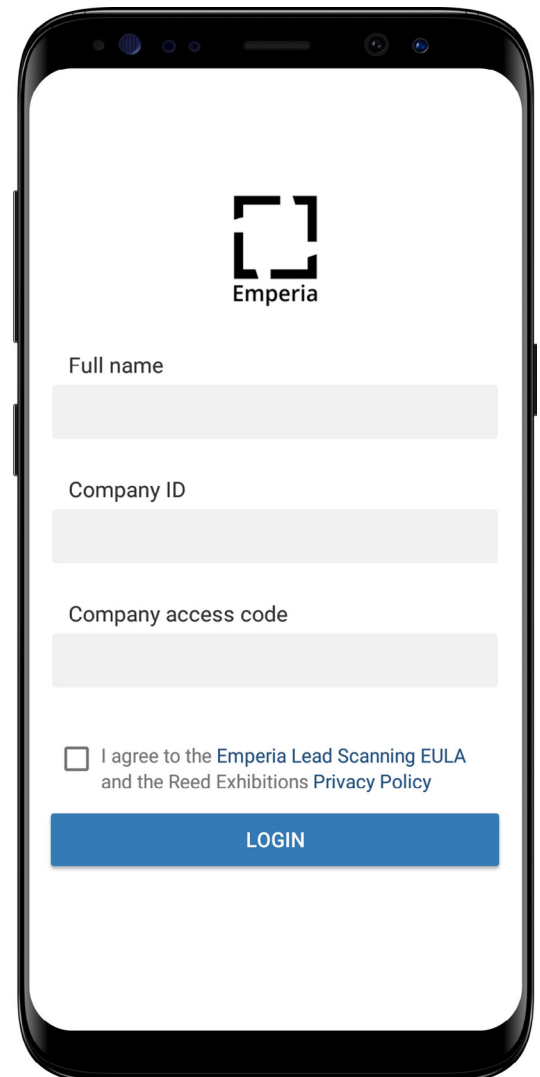 Emperia
Full name
Company ID
Company access code
I agree to the Emperia Lead Scanning EULA
and the Reed Exhibitions Privacy Policy
LOGIN